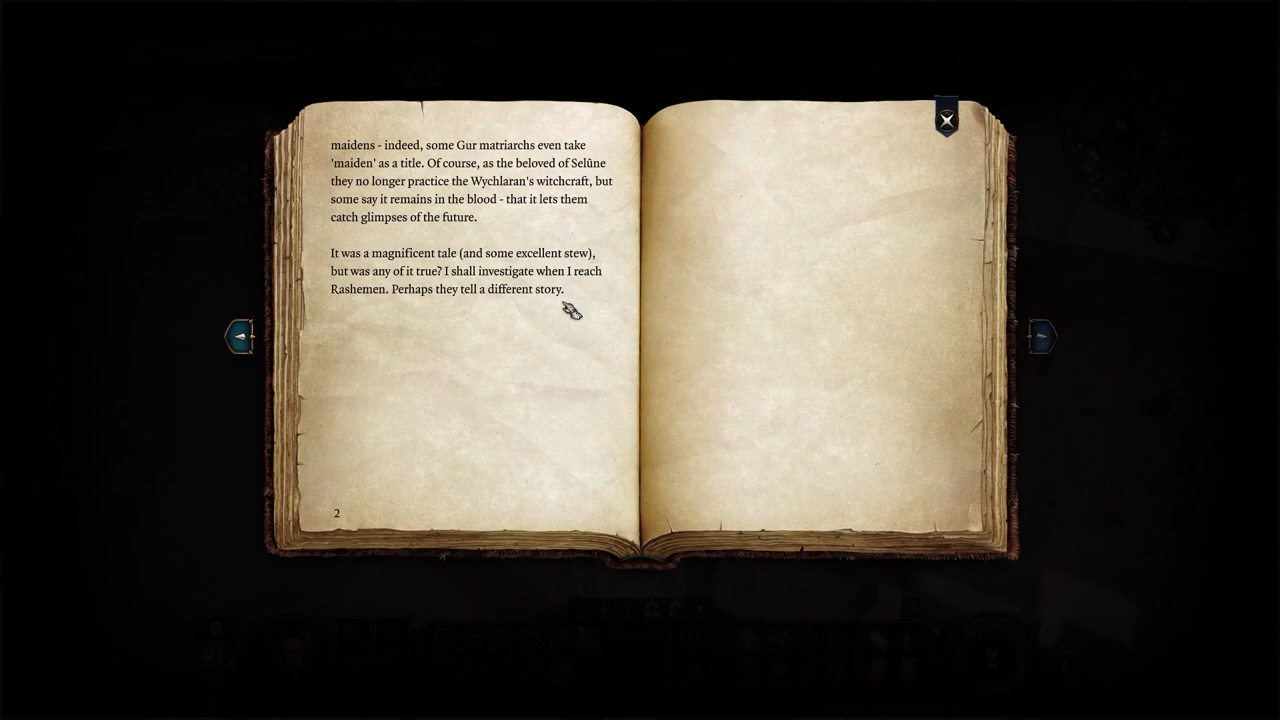 maidens - indeed, some Gur matriarchs even take
'maiden' as a title. Of course, as the beloved of Selûne
they no longer practice the Wychlaran's witchcraft, but
some say it remains in the blood - that it lets them
catch glimpses of the future.
It was a magnificent tale (and some excellent stew),
but was any of it true? I shall investigate when I reach
Rashemen. Perhaps they tell a different story.
2